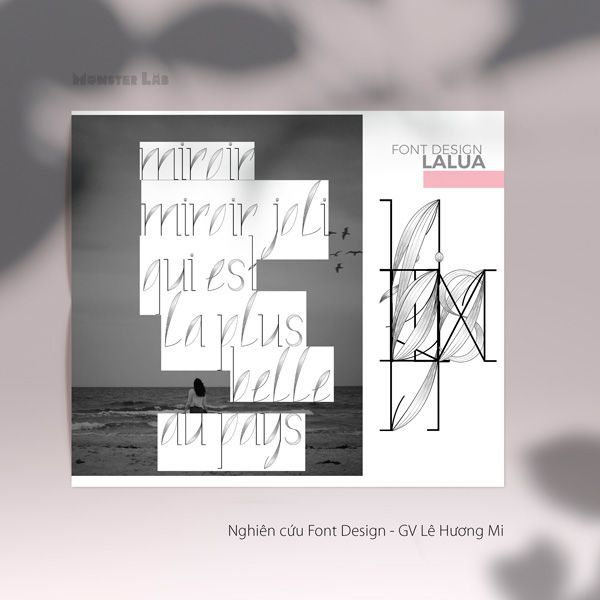 MONSTER LAB
FONT DESIGN
LALUA
miroir
miroir joli
qui est
la plus
belle
au pays
Nghiên cứu Font Design - GV Lê Hương Mi